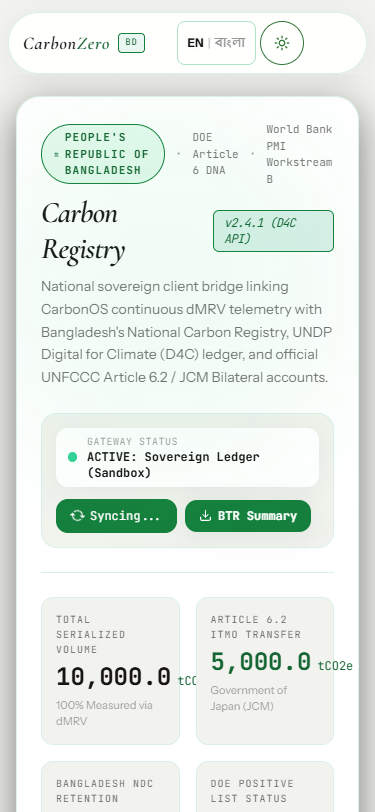 CarbonZero BD EN | বাংলা
PEOPLE'S
REPUBLIC OF
BANGLADESH
·
DOE
Article
6 DNA
·
World Bank
PMI
Workstream
B
Carbon
Registry
v2.4.1 (D4C
API)
National sovereign client bridge linking
CarbonOS continuous dMRV telemetry with
Bangladesh's National Carbon Registry, UNDP
Digital for Climate (D4C) ledger, and official
UNFCCC Article 6.2 / JCM Bilateral accounts.
GATEWAY STATUS
ACTIVE: Sovereign Ledger
(Sandbox)
Syncing...
BTR Summary
TOTAL
SERIALIZED
VOLUME
10,000.0 tCO
100% Measured via
dMRV
ARTICLE 6.2
ITMO TRANSFER
5,000.0 tCO2e
Government of
Japan (JCM)
BANGLADESH NDC
RETENTION
DOE POSITIVE
LIST STATUS